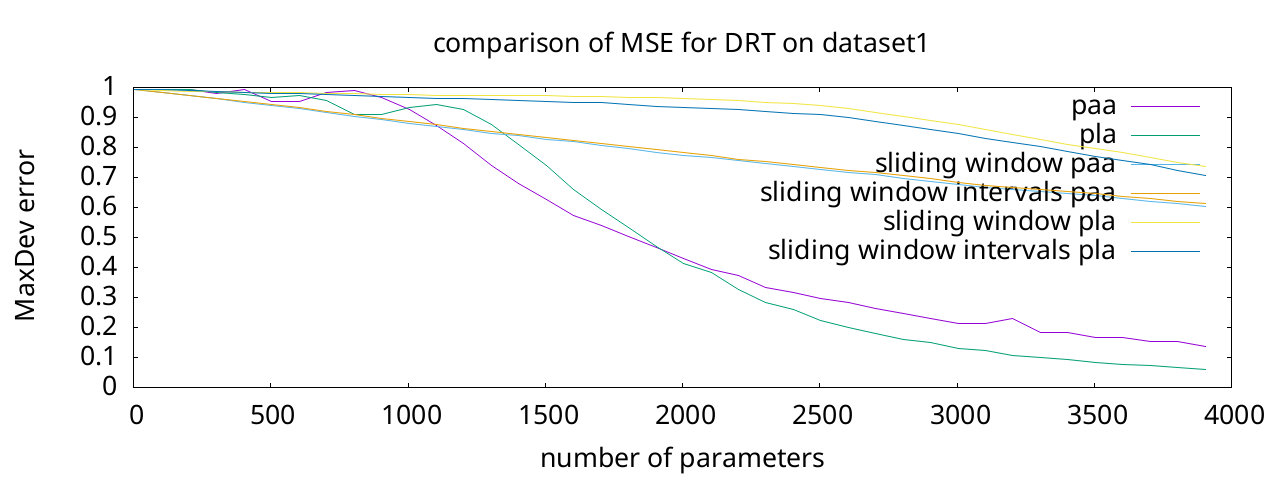 comparison of MSE for DRT on dataset1
MaxDev error
1
0.9
0.8
0.7
0.6
0.5
0.4
0.3
0.2
0.1
0
paa
pla
sliding window paa
sliding window intervals paa
sliding window pla
sliding window intervals pla
0 500 1000 1500 2000 2500 3000 3500 4000
number of parameters